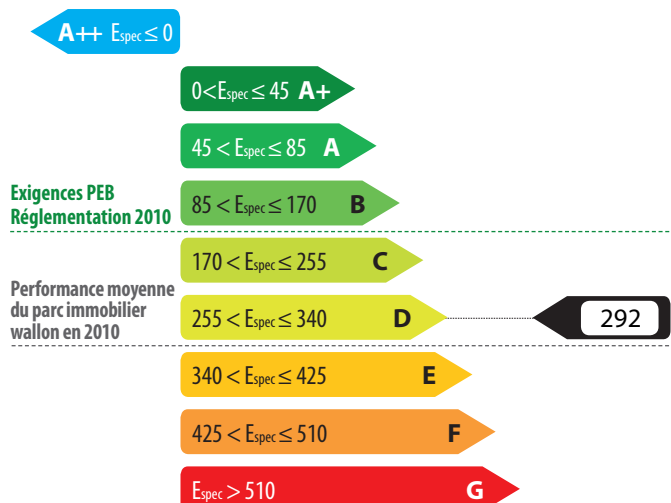 A++ Espec ≤ 0
0<Espec ≤ 45 A+
45 < Espec ≤ 85 A
Exigences PEB
Réglementation 2010
85 < Espec ≤ 170 B
170 < Espec ≤ 255 C
Performance moyenne
du parc immobilier
wallon en 2010
255 < Espec ≤ 340 D
292
340 < Espec ≤ 425 E
425 < Espec ≤ 510 F
Espec > 510 G